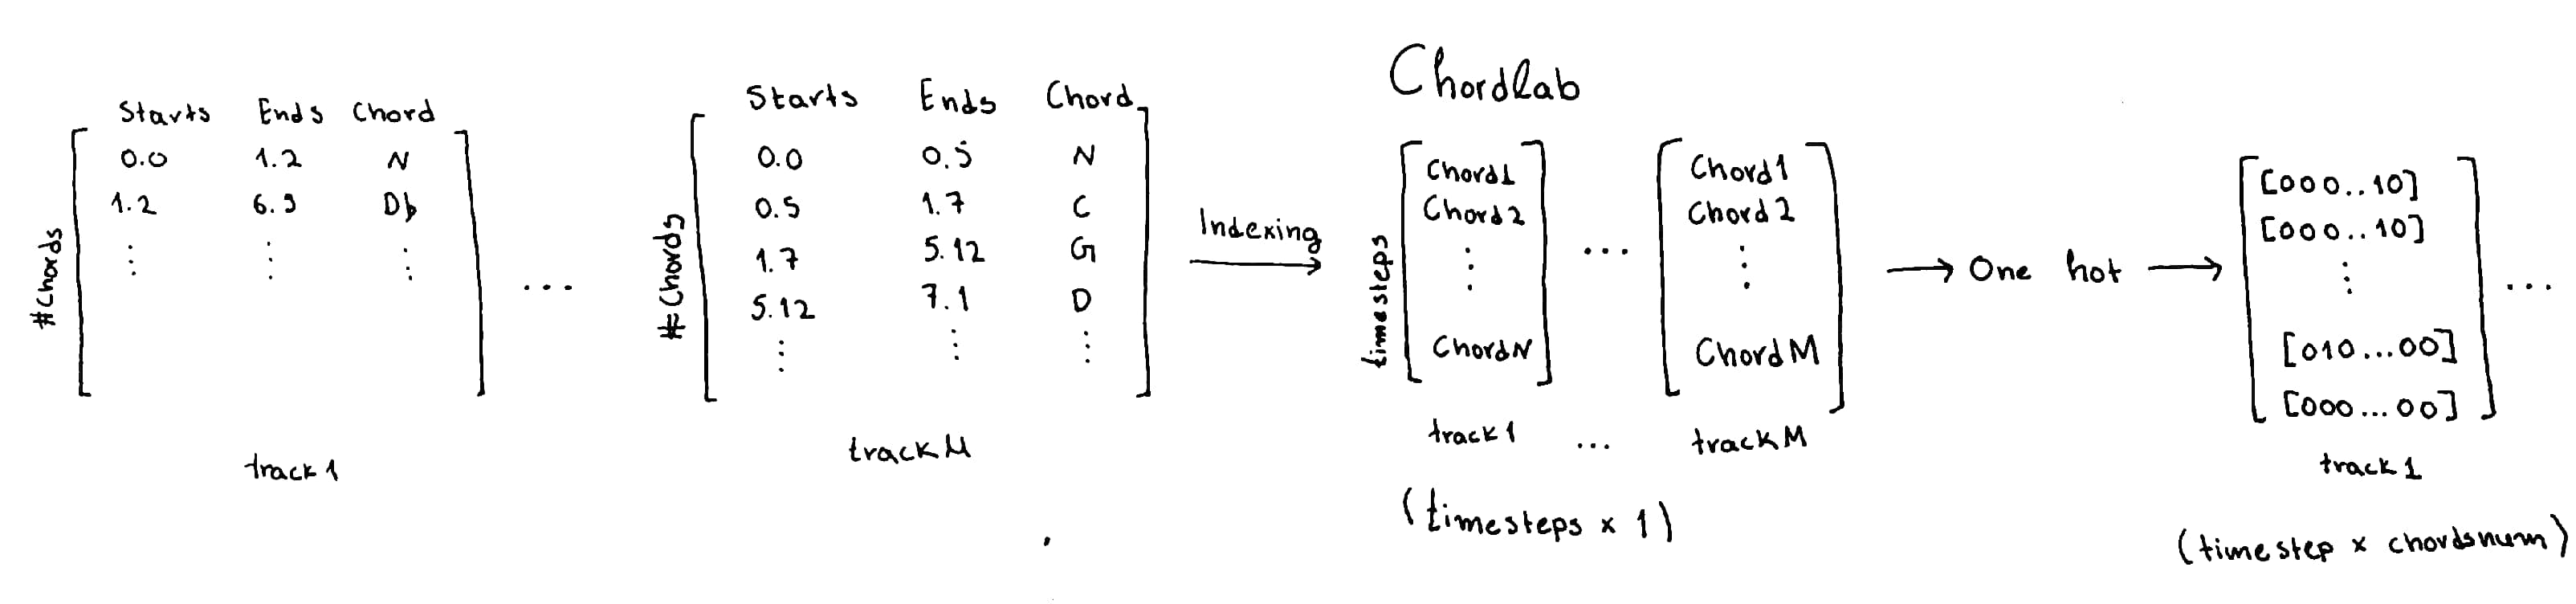 Chordlab
Starts Ends Chord
0.0 1.2 N
1.2 6.9 Db
⋮ ⋮ ⋮
#Chords
track 1
...
Starts Ends Chord
0.0 0.5 N
0.5 1.7 C
1.7 5.12 G
5.12 7.1 D
⋮ ⋮ ⋮
#Chords
track M
Indexing
timesteps
Chord1
Chord2
⋮
ChordN
track 1
...
...
Chord1
Chord2
⋮
ChordM
track M
(timesteps x 1)
→ One hot →
[000..10]
[000..10]
⋮
[010...00]
[000...00]
...
track 1
(timestep x chordsnum)